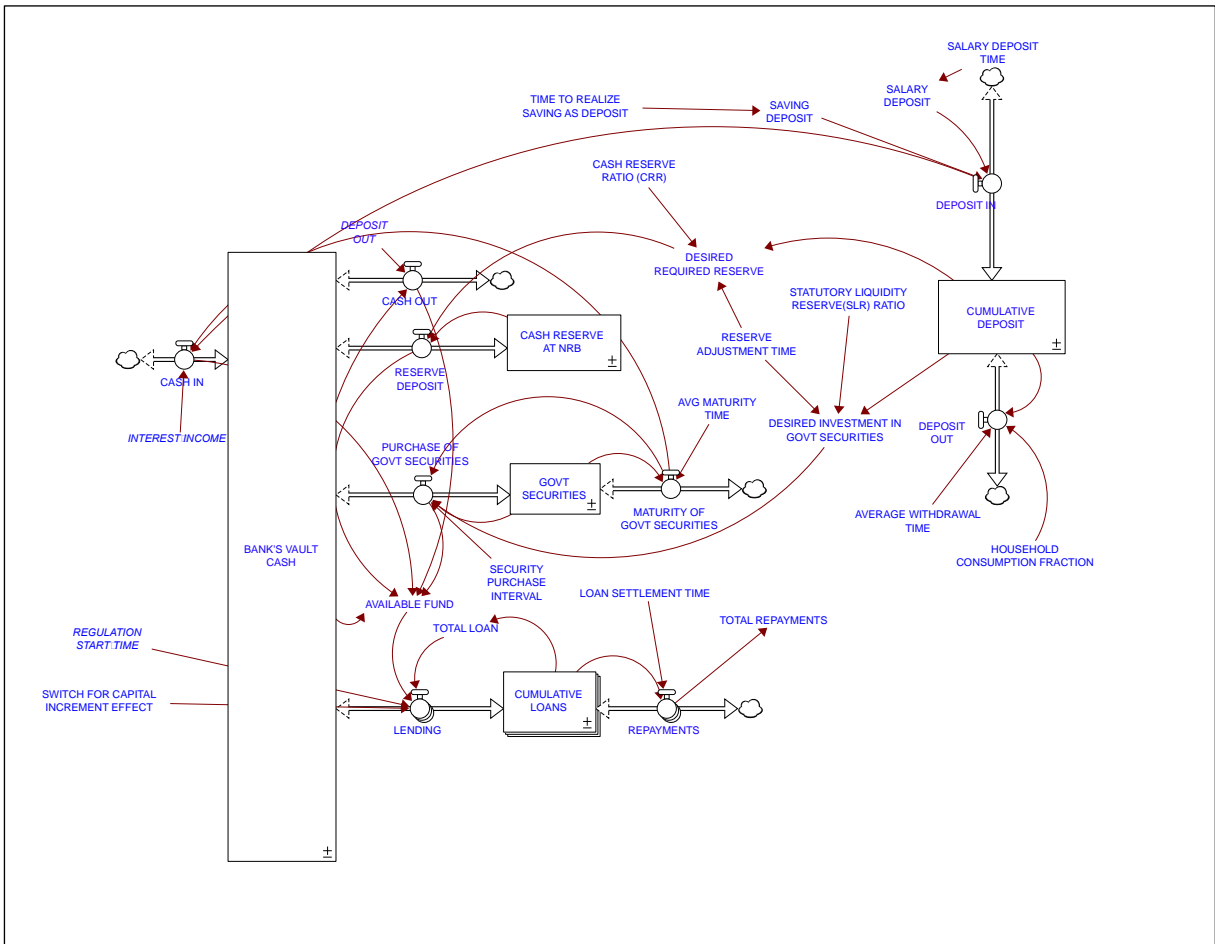 SALARY DEPOSIT
TIME
TIME TO REALIZE
SAVING AS DEPOSIT
SAVING
DEPOSIT
SALARY
DEPOSIT
CASH RESERVE
RATIO (CRR)
DEPOSIT IN
DEPOSIT
OUT
DESIRED
REQUIRED RESERVE
STATUTORY LIQUIDITY
RESERVE(SLR) RATIO
CASH OUT
CUMULATIVE
DEPOSIT
±
CASH RESERVE
AT NRB
±
RESERVE
ADJUSTMENT TIME
CASH IN
RESERVE
DEPOSIT
AVG MATURITY
TIME
DESIRED INVESTMENT IN
GOVT SECURITIES
DEPOSIT
OUT
INTEREST INCOME
PURCHASE OF
GOVT SECURITIES
GOVT
SECURITIES
±
MATURITY OF
GOVT SECURITIES
AVERAGE WITHDRAWAL
TIME
BANK'S VAULT
CASH
±
HOUSEHOLD
CONSUMPTION FRACTION
SECURITY
PURCHASE
INTERVAL
AVAILABLE FUND
LOAN SETTLEMENT TIME
TOTAL LOAN
TOTAL REPAYMENTS
REGULATION
START TIME
SWITCH FOR CAPITAL
INCREMENT EFFECT
CUMULATIVE
LOANS
±
LENDING
REPAYMENTS